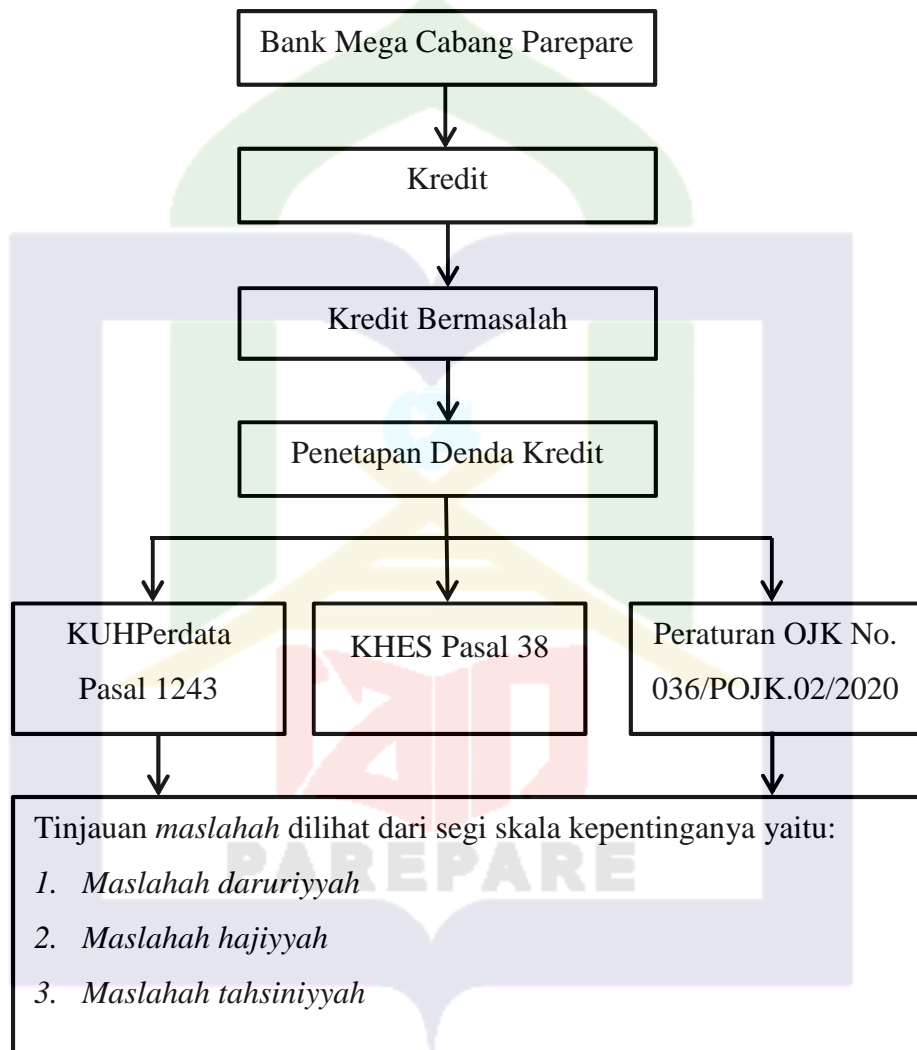 Bank Mega Cabang Parepare
Kredit
Kredit Bermasalah
Penetapan Denda Kredit
KUHPerdata
Pasal 1243
KHES Pasal 38
Peraturan OJK No.
036/POJK.02/2020
Tinjauan maslahah dilihat dari segi skala kepentinganya yaitu:
1. Maslahah daruriyyah
2. Maslahah hajiyyah
3. Maslahah tahsiniyyah
PAREPARE